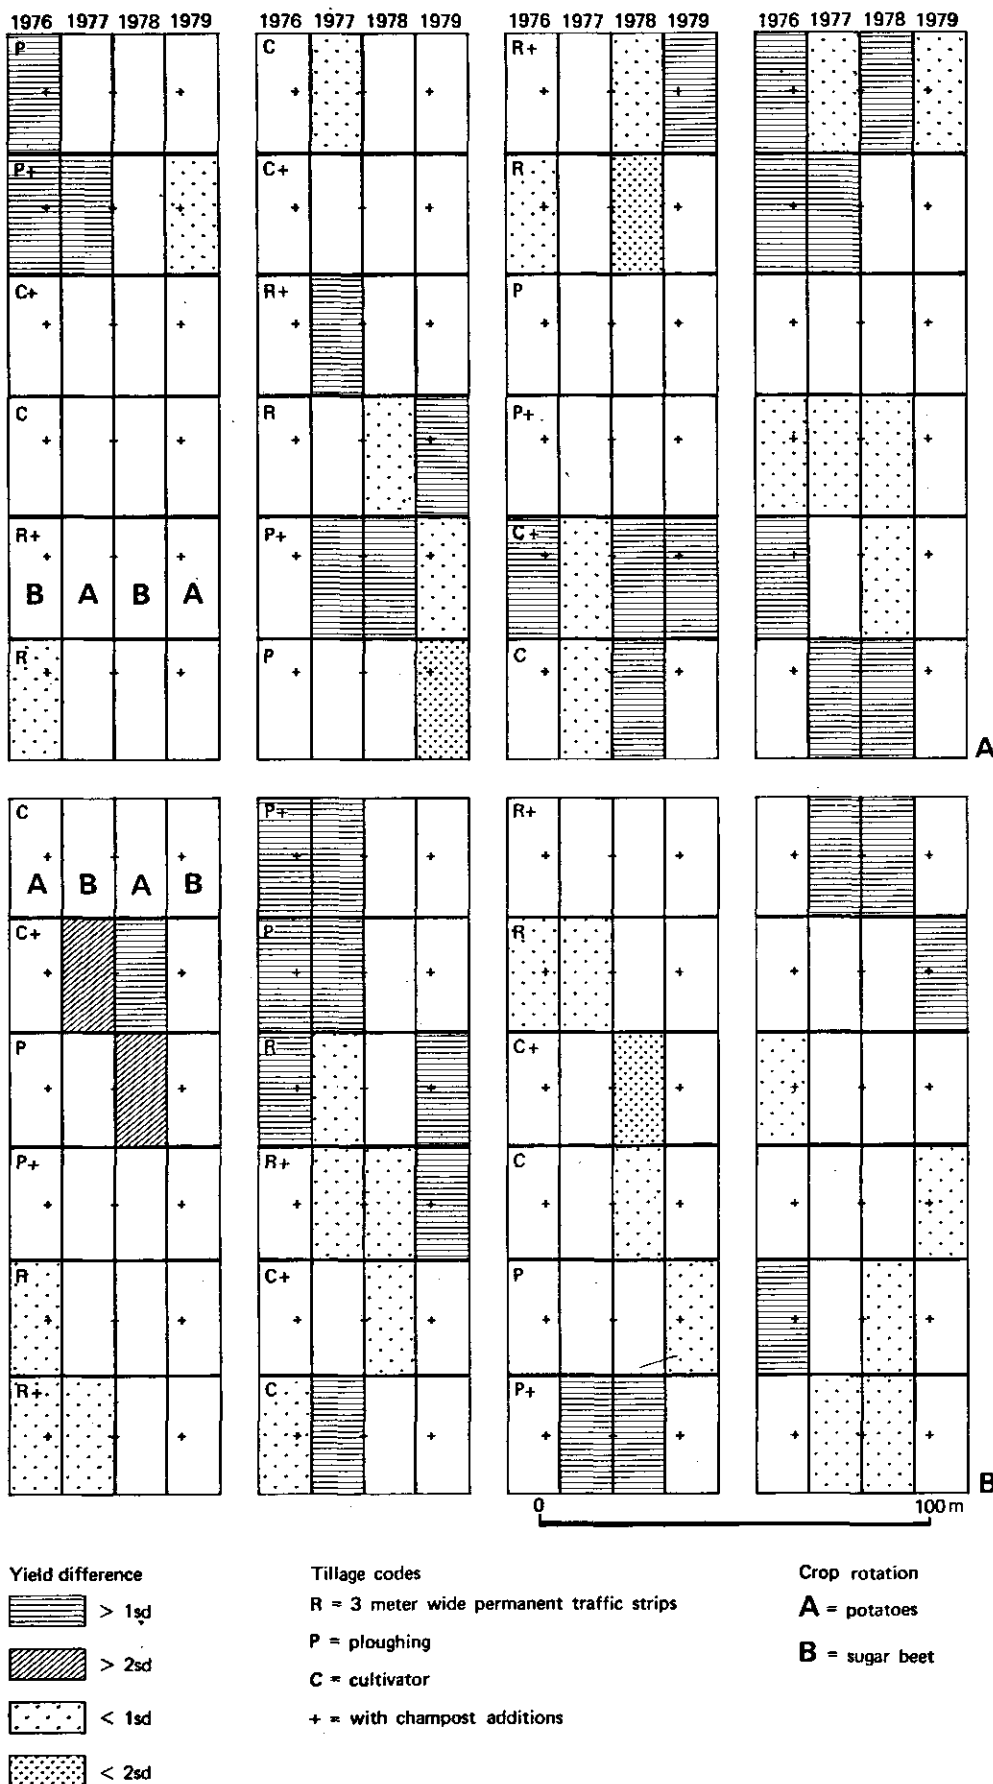 1976 1977 1978 1979 1976 1977 1978 1979 1976 1977 1978 1979 1976 1977 1978 1979
P C R+
P+ C+ R
C+ R+ P
C R P+
R+ P+ C+
B A B A
R P C
A
C P+ R+
A B A B
C+ P R
P R C+
P+ R+ C
R C+ P
R+ C P+
B
0 100 m
Yield difference
> 1sd
> 2sd
< 1sd
< 2sd
Tillage codes
R = 3 meter wide permanent traffic strips
P = ploughing
C = cultivator
+ = with champost additions
Crop rotation
A = potatoes
B = sugar beet